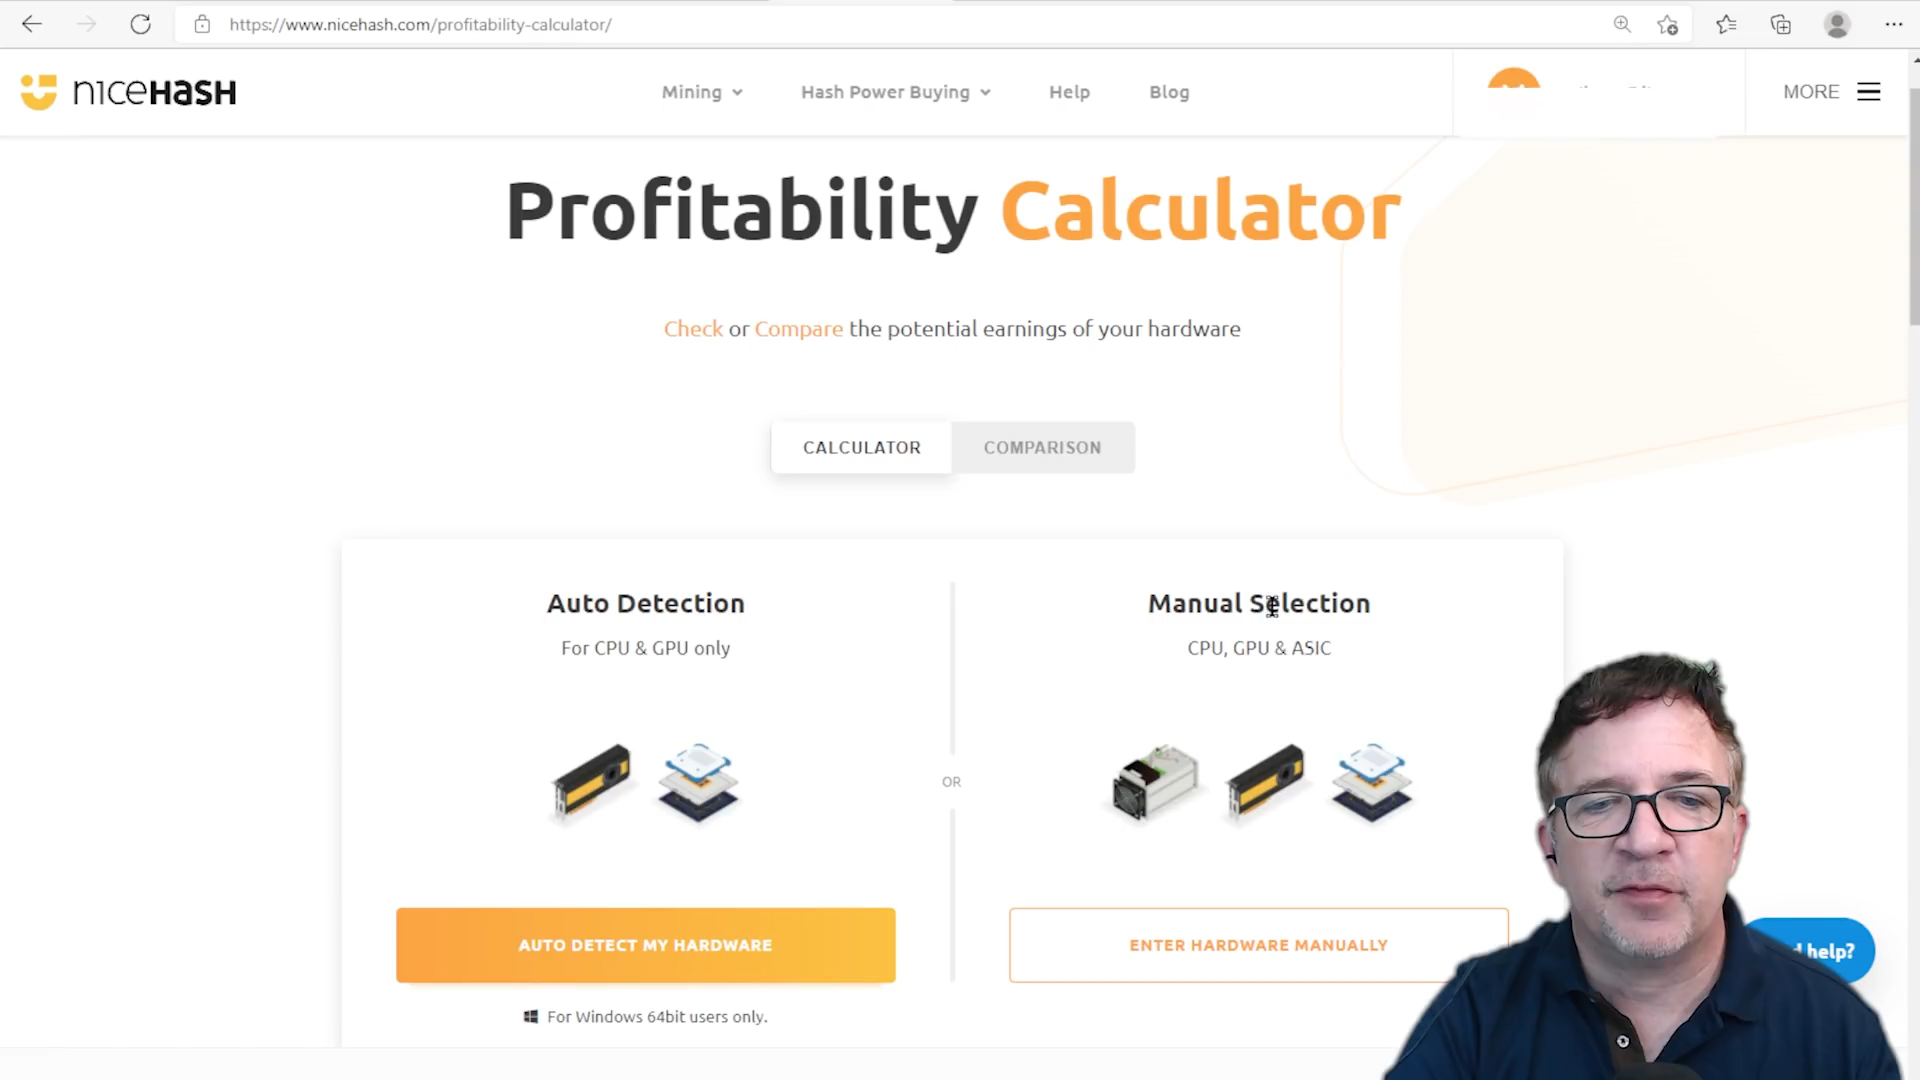 https://www.nicehash.com/profitability-calculator/
nıceHaSH
Mining
Hash Power Buying
Help
Blog
MORE
Profitability Calculator
Check or Compare the potential earnings of your hardware
CALCULATOR
COMPARISON
Auto Detection
For CPU & GPU only
AUTO DETECT MY HARDWARE
For Windows 64bit users only.
OR
Manual Selection
CPU, GPU & ASIC
ENTER HARDWARE MANUALLY
help?